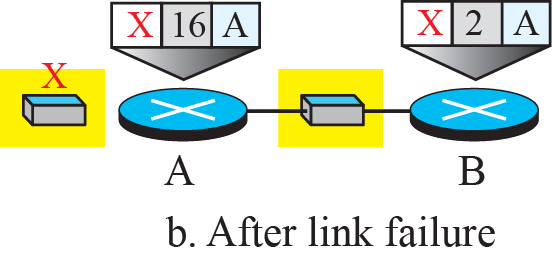 X 16 A
X 2 A
X
A
B
b. After link failure